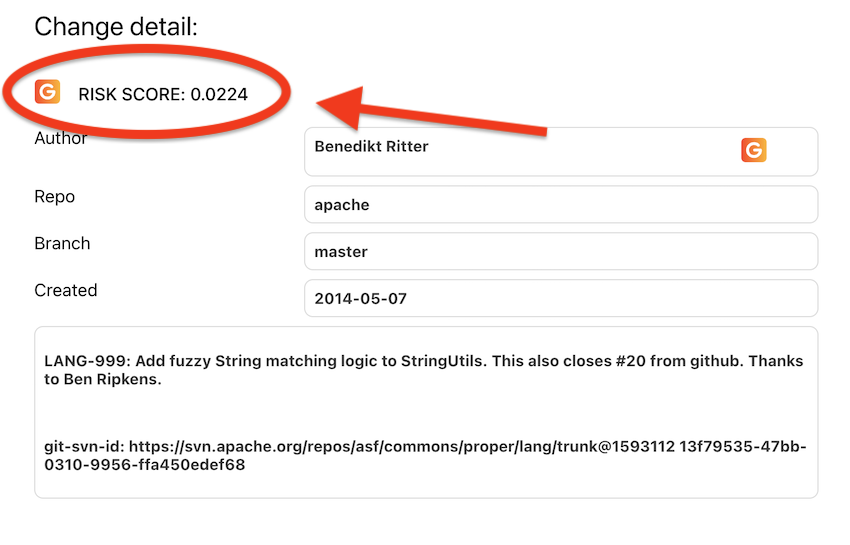 Change detail:
G RISK SCORE: 0.0224
Author
Benedikt Ritter
G
Repo
apache
Branch
master
Created
2014-05-07
LANG-999: Add fuzzy String matching logic to StringUtils. This also closes #20 from github. Thanks
to Ben Ripkens.
git-svn-id: https://svn.apache.org/repos/asf/commons/proper/lang/trunk@1593112 13f79535-47bb-
0310-9956-ffa450edef68